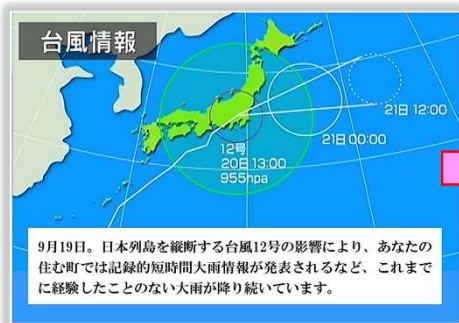 台風情報
21日 12:00
21日 00:00
12号
20日 13:00
955hpa
9月19日。日本列島を縦断する台風12号の影響により、あなたの
住む町では記録的短時間大雨情報が発表されるなど、これまで
に経験したことのない大雨が降り続いています。